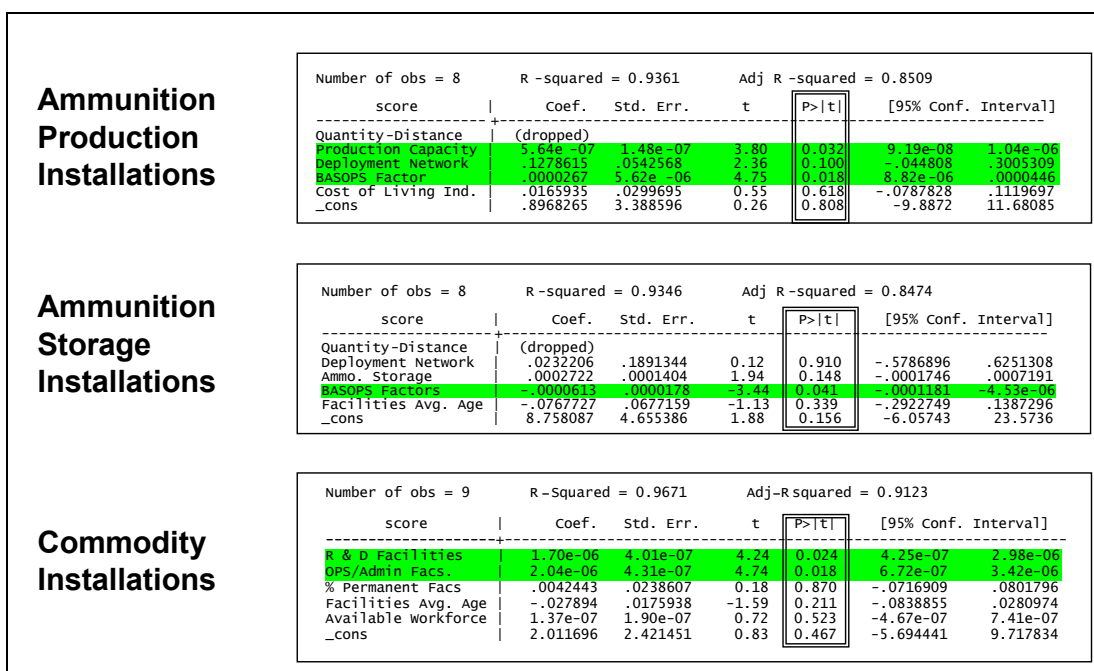 Ammunition
Production
Installations
Number of obs = 8 R -squared = 0.9361 Adj R -squared = 0.8509
score | Coef. Std. Err. t P>|t| [95% Conf. Interval]
Quantity-Distance | (dropped)
Production Capacity | 5.64e -07 1.48e -07 3.80 0.032 9.19e-08 1.04e -06
Deployment Network | .1278615 .0542568 2.36 0.100 -.044808 .3005309
BASOPS Factor | .0000267 5.62e -06 4.75 0.018 8.82e-06 .0000446
Cost of Living Ind. | .0165935 .0299695 0.55 0.618 -.0787828 .1119697
_cons | .8968265 3.388596 0.26 0.808 -9.8872 11.68085
Ammunition
Storage
Installations
Number of obs = 8 R -squared = 0.9346 Adj R -squared = 0.8474
score | Coef. Std. Err. t P>|t| [95% Conf. Interval]
Quantity-Distance | (dropped)
Deployment Network | .0232206 .1891344 0.12 0.910 -.5786896 .6251308
Ammo. Storage | .0002722 .0001404 1.94 0.148 -.0001746 .0007191
BASOPS Factors | -.0000613 .0000178 -3.44 0.041 -.0001181 -4.53e-06
Facilities Avg. Age | -.0767727 .0677159 -1.13 0.339 -.2922749 .1387296
_cons | 8.758087 4.655386 1.88 0.156 -6.05743 23.5736
Commodity
Installations
Number of obs = 9 R -Squared = 0.9671 Adj-R squared = 0.9123
score | Coef. Std. Err. t P>|t| [95% Conf. Interval]
R & D Facilities | 1.70e-06 4.01e-07 4.24 0.024 4.25e-07 2.98e-06
OPS/Admin Facs. | 2.04e-06 4.31e-07 4.74 0.018 6.72e-07 3.42e-06
% Permanent Facs | .0042443 .0238607 0.18 0.870 -.0716909 .0801796
Facilities Avg. Age | -.027894 .0175938 -1.59 0.211 -.0838855 .0280974
Available Workforce | 1.37e-07 1.90e-07 0.72 0.523 -4.67e-07 7.41e-07
_cons | 2.011696 2.421451 0.83 0.467 -5.694441 9.717834